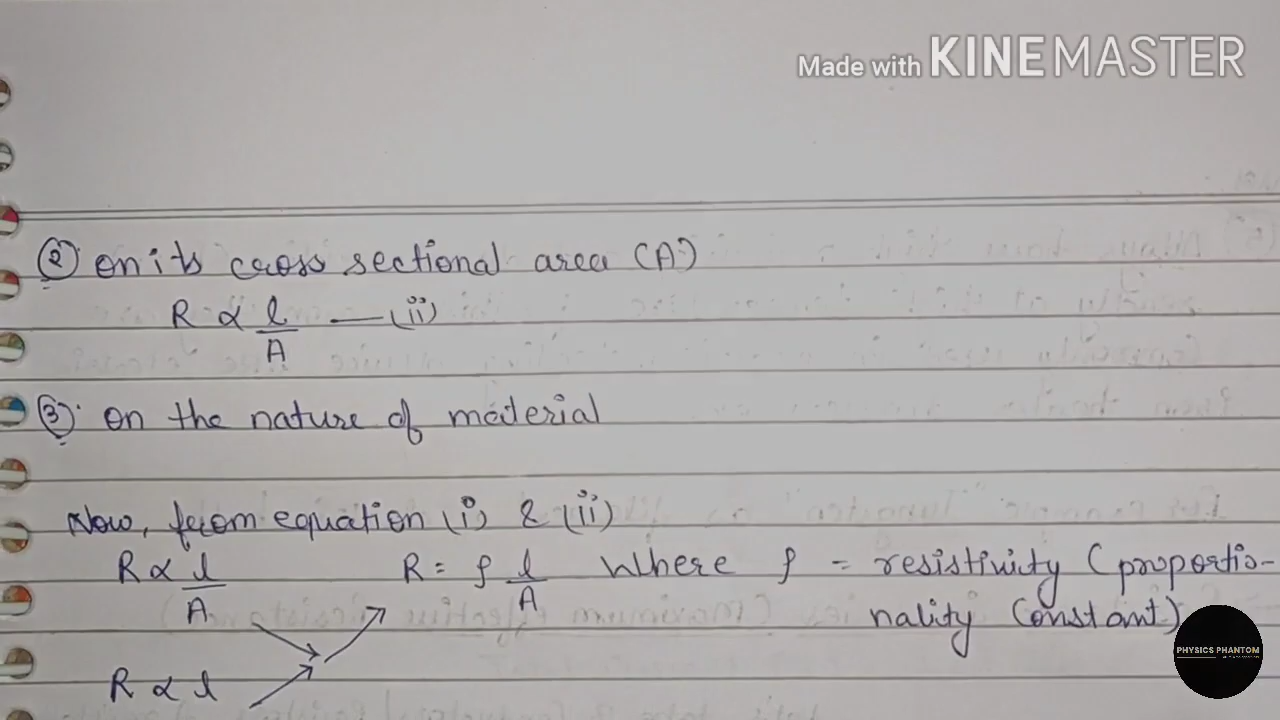 Made with KINEMASTER
② on its cross sectional area (A)
R ∝ l/A — (ii)
③ on the nature of material
Now, from equation (i) & (ii)
R ∝ l/A R = ρ l/A Where ρ = resistivity (proportio-
nality Constant)
R ∝ l
PHYSICS PHANTOM